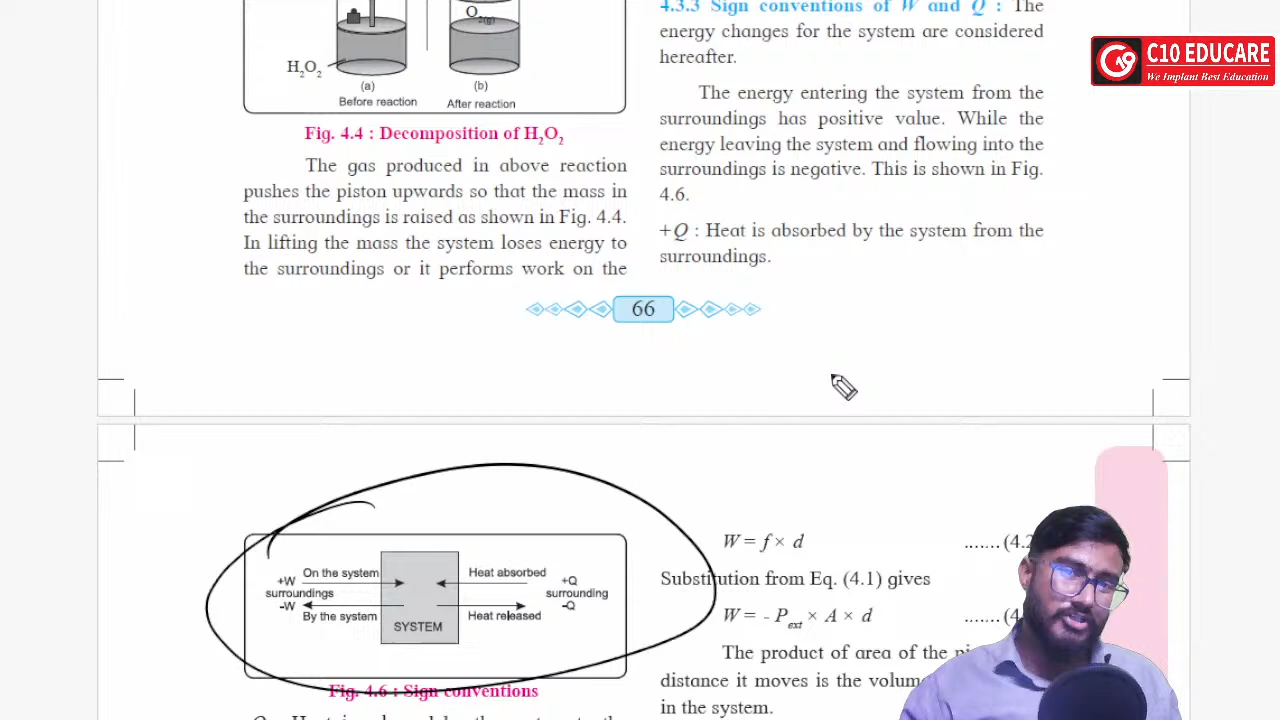 O2(g)
H2O2
(a)
Before reaction
(b)
After reaction
Fig. 4.4 : Decomposition of H2O2
The gas produced in above reaction
pushes the piston upwards so that the mass in
the surroundings is raised as shown in Fig. 4.4.
In lifting the mass the system loses energy to
the surroundings or it performs work on the
4.3.3 Sign conventions of W and Q : The
energy changes for the system are considered
hereafter.
The energy entering the system from the
surroundings has positive value. While the
energy leaving the system and flowing into the
surroundings is negative. This is shown in Fig.
4.6.
+Q : Heat is absorbed by the system from the
surroundings.
66
C10 EDUCARE
We Implant Best Education
+W
surroundings
-W
On the system
By the system
SYSTEM
Heat absorbed
Heat released
+Q
surrounding
-Q
Fig. 4.6 : Sign conventions
W = f × d .......(4.2
Substitution from Eq. (4.1) gives
W = - Pext × A × d .......(4.
The product of area of the
distance it moves is the
in the system.